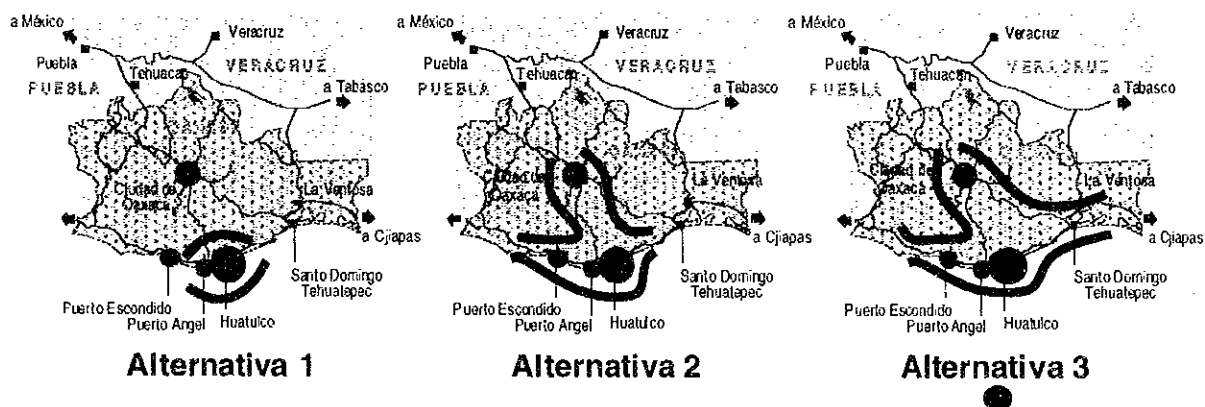 a México
Veracruz
Puebla
Tehuacán
VERACRUZ
PUEBLA
a Tabasco
Ciudad de
Oaxaca
La Ventosa
a Cjiapas
Santo Domingo
Tehuatepec
Puerto Escondido
Puerto Angel
Huatulco
Alternativa 1
a México
Veracruz
Puebla
Tehuacán
VERACRUZ
PUEBLA
a Tabasco
Ciudad de
Oaxaca
La Ventosa
a Cjiapas
Santo Domingo
Tehuatepec
Puerto Escondido
Puerto Angel
Huatulco
Alternativa 2
a México
Veracruz
Puebla
Tehuacán
VERACRUZ
PUEBLA
a Tabasco
Ciudad de
Oaxaca
La Ventosa
a Cjiapas
Santo Domingo
Tehuatepec
Puerto Escondido
Puerto Angel
Huatulco
Alternativa 3